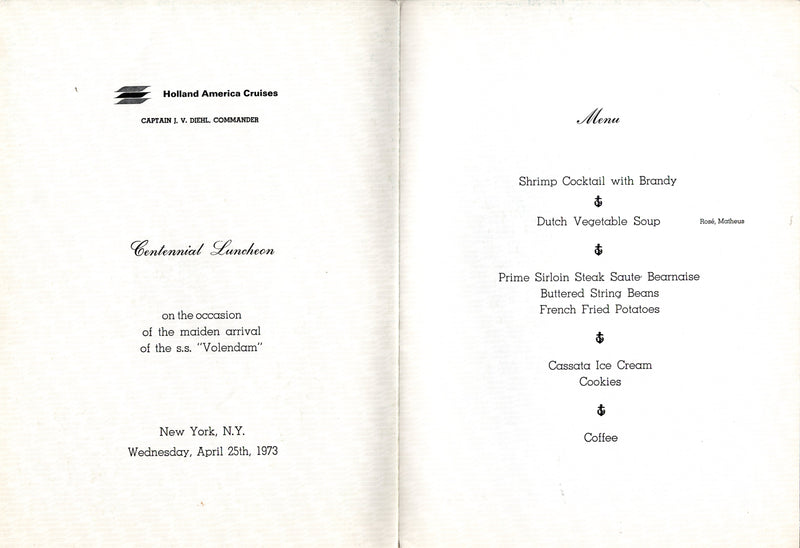 Holland America Cruises
CAPTAIN J. V. DIEHL, COMMANDER
Centennial Luncheon
on the occasion
of the maiden arrival
of the s.s. "Volendam"
New York, N.Y.
Wednesday, April 25th, 1973
Menu
Shrimp Cocktail with Brandy
Dutch Vegetable Soup
Rosé, Matheus
Prime Sirloin Steak Saute Bearnaise
Buttered String Beans
French Fried Potatoes
Cassata Ice Cream
Cookies
Coffee